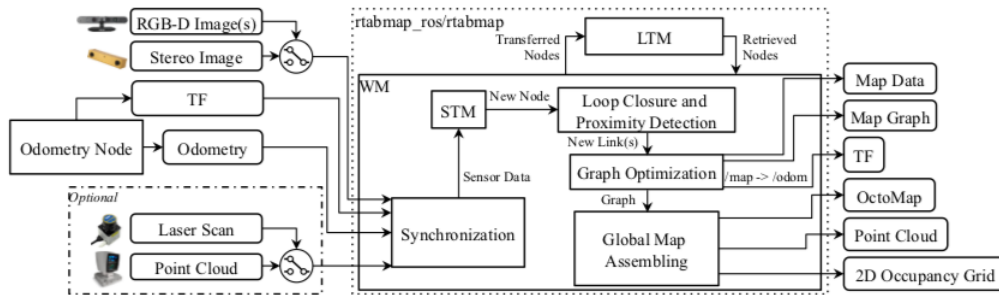 RGB-D Image(s)
Stereo Image
TF
Odometry Node
Odometry
Optional
Laser Scan
Point Cloud
rtabmap_ros/rtabmap
Transferred
Nodes
LTM
Retrieved
Nodes
WM
STM
New Node
Loop Closure and
Proximity Detection
New Link(s)
Graph Optimization
/map -> /odom
Sensor Data
Graph
Synchronization
Global Map
Assembling
Map Data
Map Graph
TF
OctoMap
Point Cloud
2D Occupancy Grid